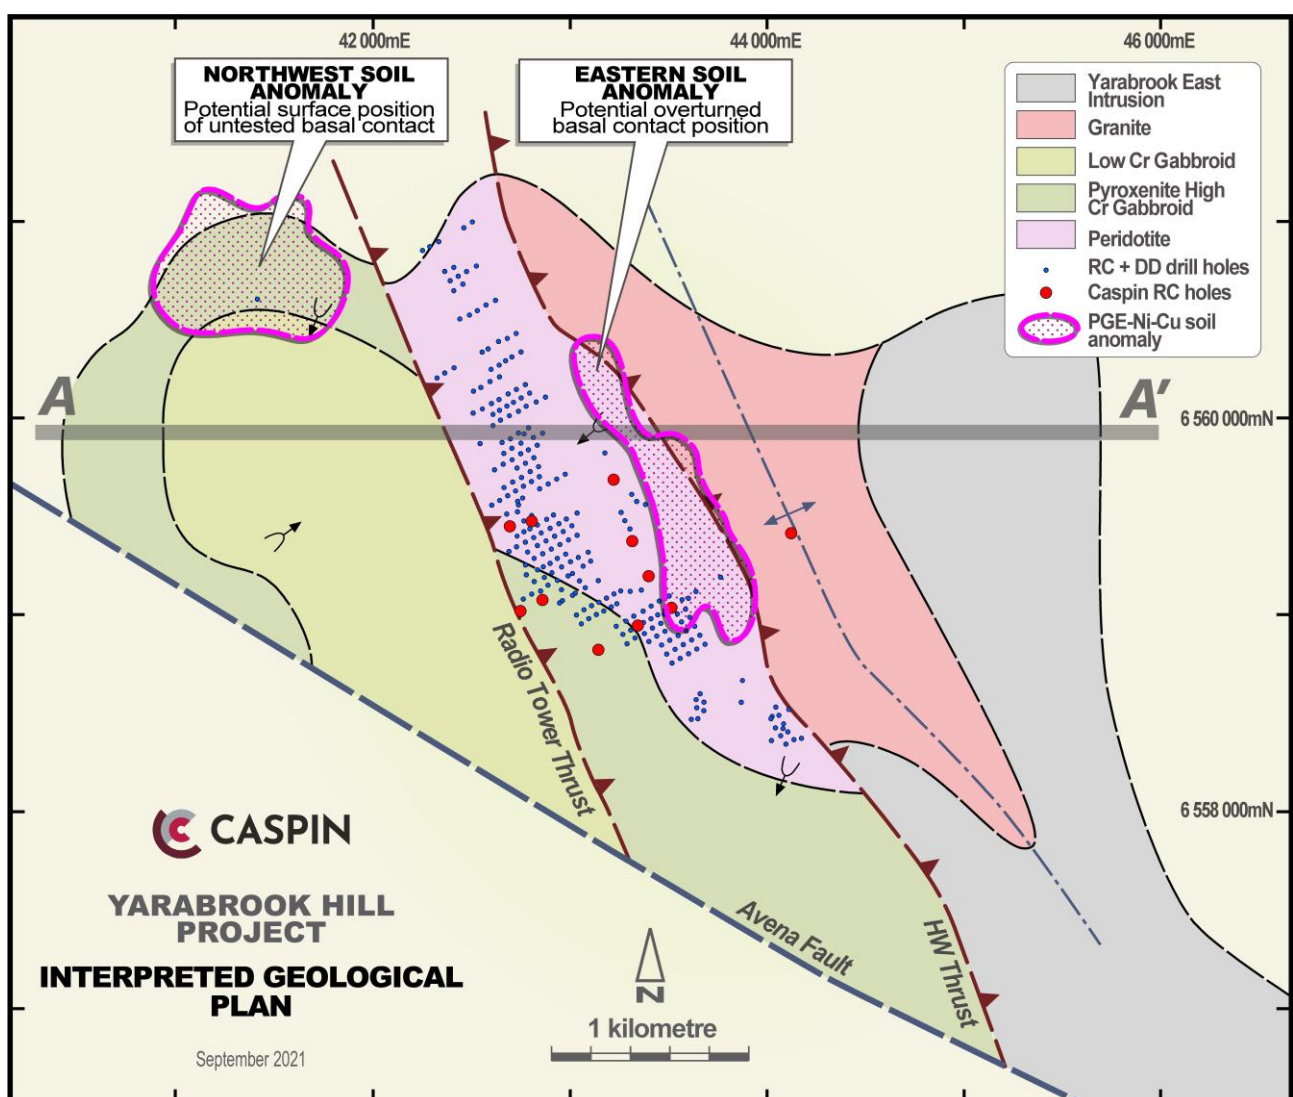 42 000mE
44 000mE
46 000mE
NORTHWEST SOIL
ANOMALY
Potential surface position
of untested basal contact
EASTERN SOIL
ANOMALY
Potential overturned
basal contact position
Yarabrook East
Intrusion
Granite
Low Cr Gabbroid
Pyroxenite High
Cr Gabbroid
Peridotite
RC + DD drill holes
Caspin RC holes
PGE-Ni-Cu soil
anomaly
A
A'
6 560 000mN
Radio Tower Thrust
6 558 000mN
CASPIN
YARABROOK HILL
PROJECT
INTERPRETED GEOLOGICAL
PLAN
September 2021
Avena Fault
HW Thrust
N
1 kilometre